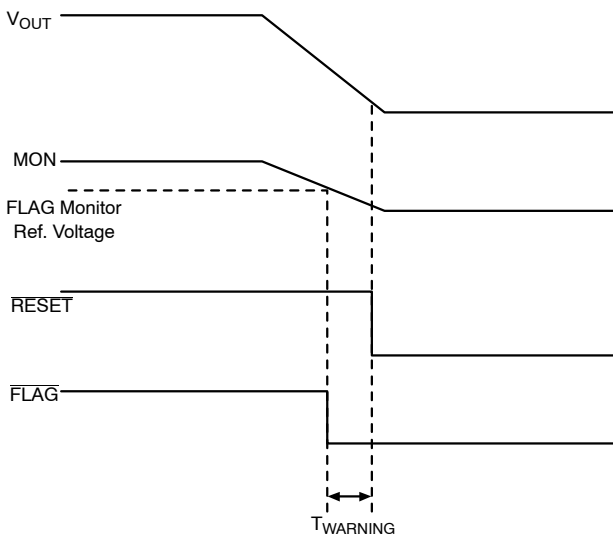 VOUT
MON
FLAG Monitor
Ref. Voltage
RESET
FLAG
TWARNING